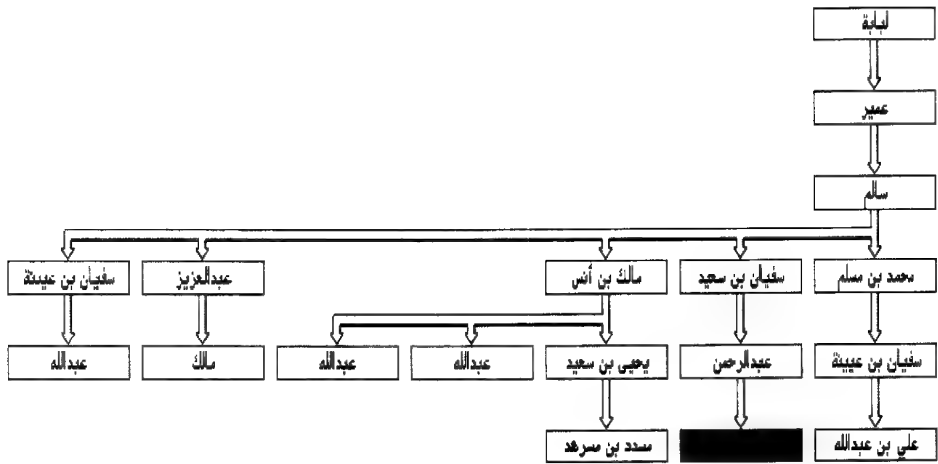 لبابة
عمير
سالم
محمد بن مسلم
سفيان بن سعيد
مالك بن أنس
عبدالعزيز
سفيان بن عيينة
سفيان بن عيينة
عبدالرحمن
يحيى بن سعيد
عبدالله
عبدالله
مالك
عبدالله
علي بن عبدالله
مسدد بن مسرهد